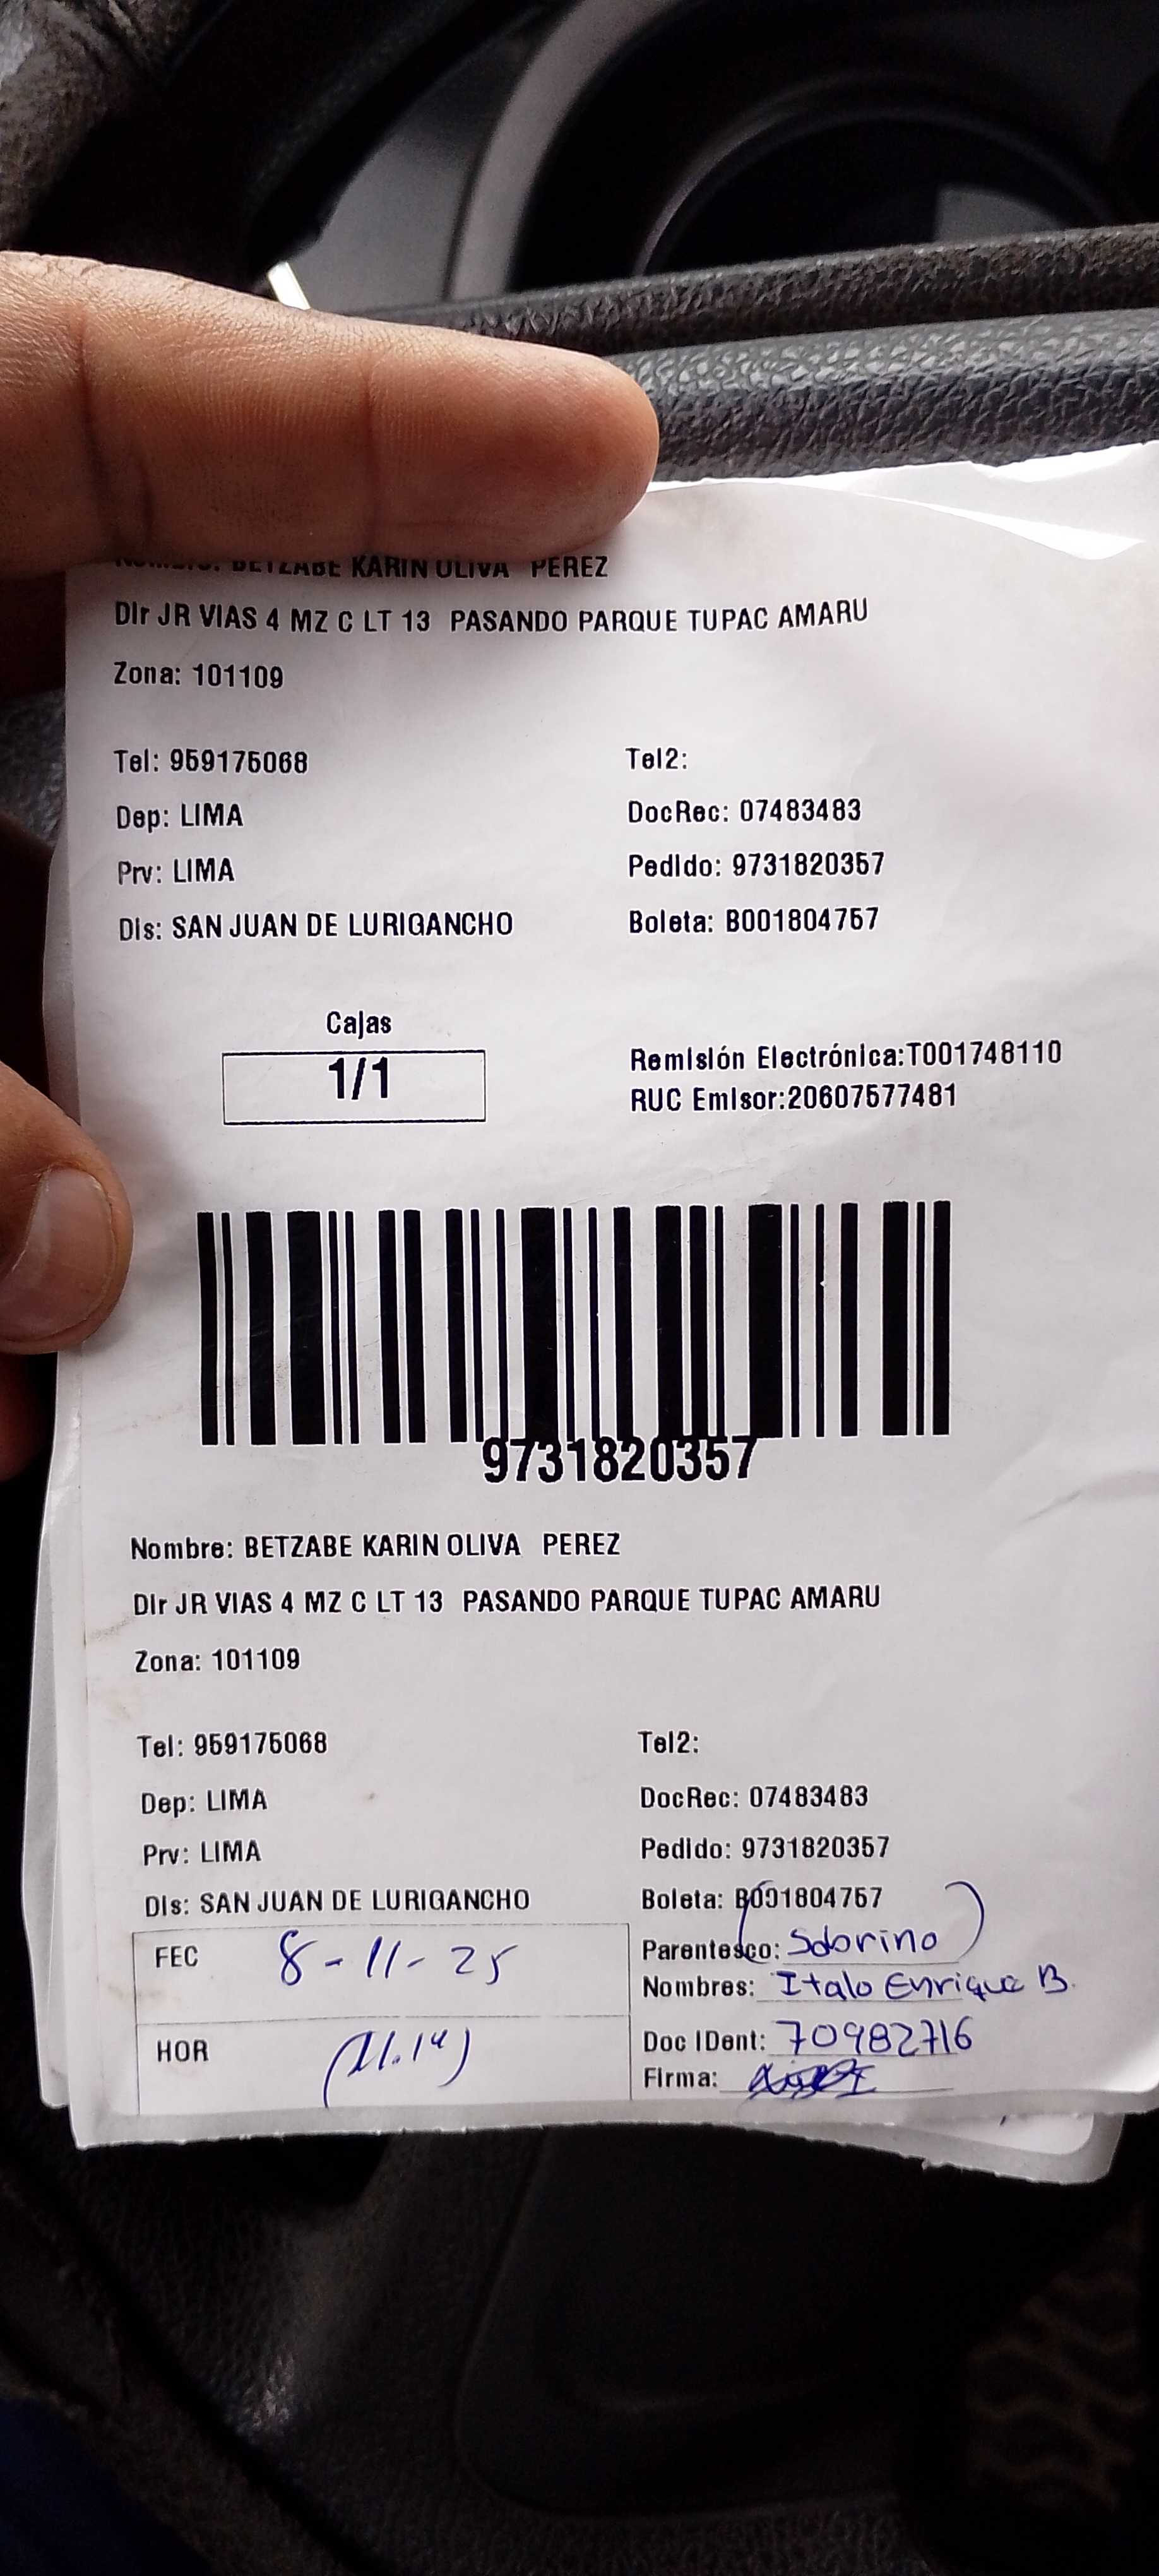 Nombre: BETZABE KARIN OLIVA PEREZ
Dir JR VIAS 4 MZ C LT 13 PASANDO PARQUE TUPAC AMARU
Zona: 101109
Tel: 959175068 Tel2:
Dep: LIMA DocRec: 07483483
Prv: LIMA Pedido: 9731820357
Dis: SAN JUAN DE LURIGANCHO Boleta: B001804757
Cajas
1/1
Remisión Electrónica:T001748110
RUC Emisor:20607577481
9731820357
Nombre: BETZABE KARIN OLIVA PEREZ
Dir JR VIAS 4 MZ C LT 13 PASANDO PARQUE TUPAC AMARU
Zona: 101109
Tel: 959175068 Tel2:
Dep: LIMA DocRec: 07483483
Prv: LIMA Pedido: 9731820357
Dis: SAN JUAN DE LURIGANCHO Boleta: B001804757
FEC 8-11-25 Parentesco: Sobrino
Nombres: Italo Enrique B.
HOR (11.14) Doc IDent: 70982716
Firma: